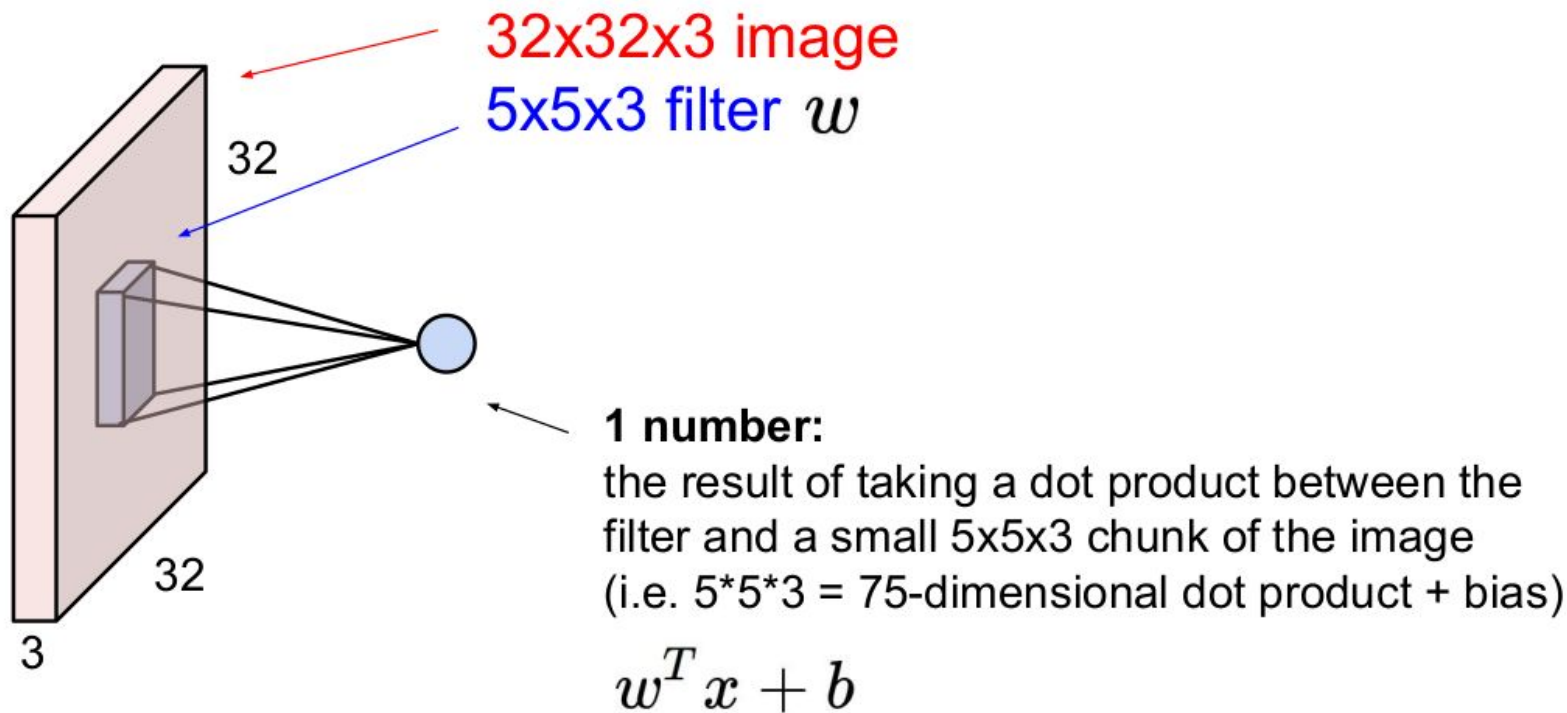 32x32x3 image
5x5x3 filter w
32
32
3
1 number:
the result of taking a dot product between the
filter and a small 5x5x3 chunk of the image
(i.e. 5*5*3 = 75-dimensional dot product + bias)
w^T x + b